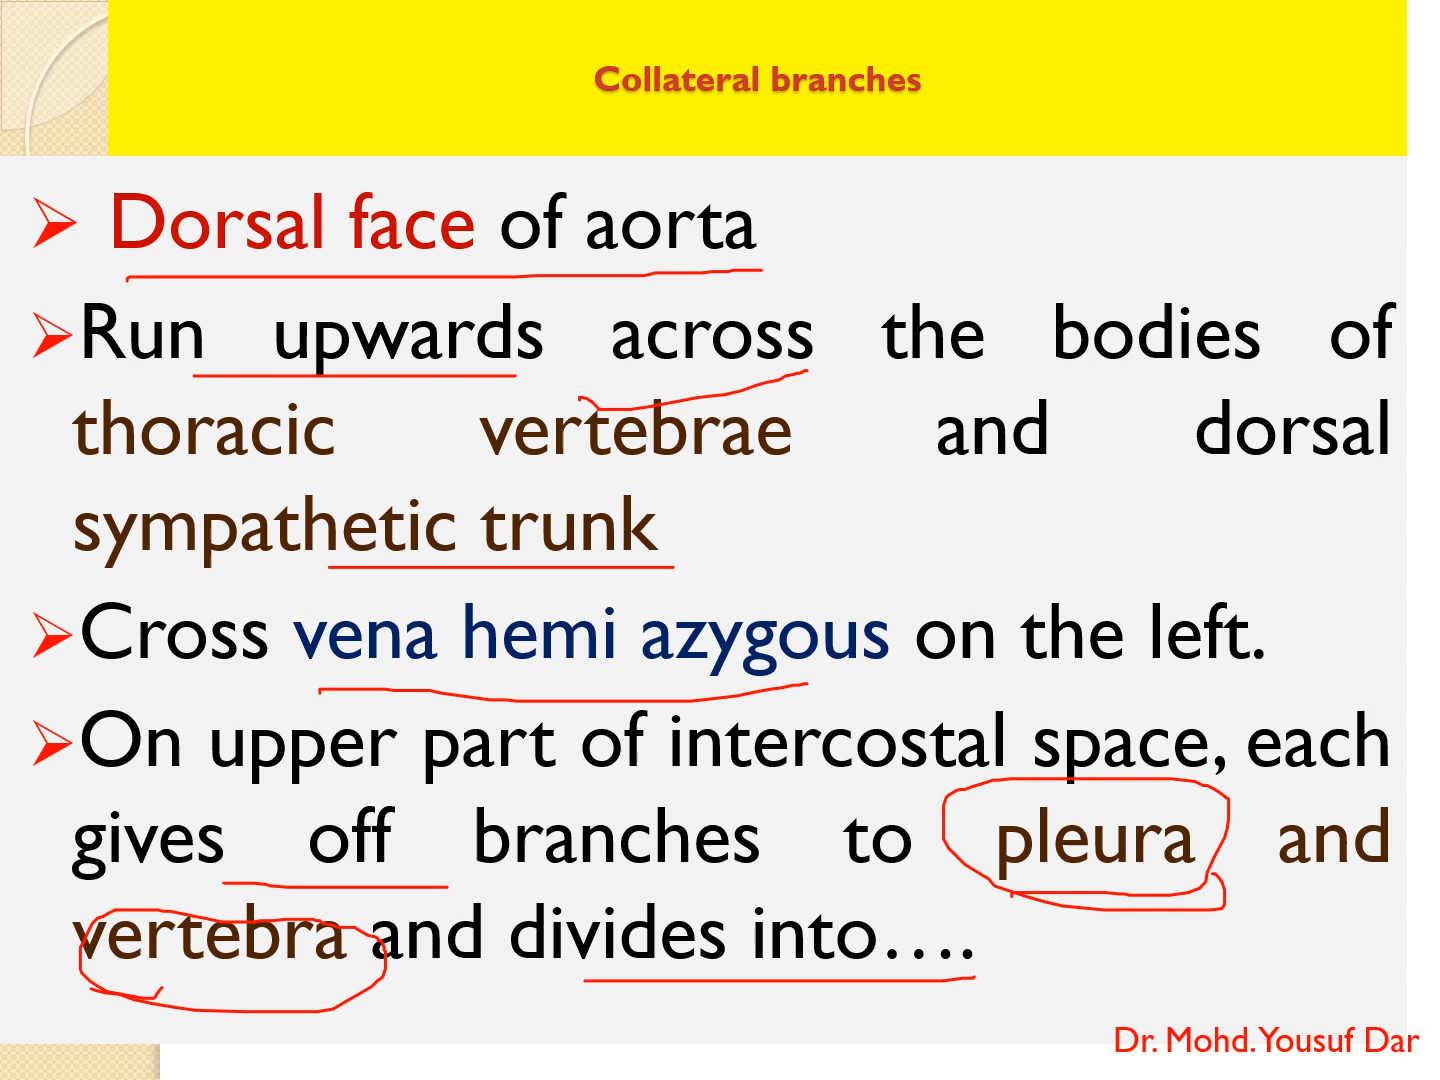 Collateral branches
Dorsal face of aorta
Run upwards across the bodies of
thoracic vertebrae and dorsal
sympathetic trunk
Cross vena hemi azygous on the left.
On upper part of intercostal space, each
gives off branches to pleura and
vertebra and divides into….
Dr. Mohd.Yousuf Dar